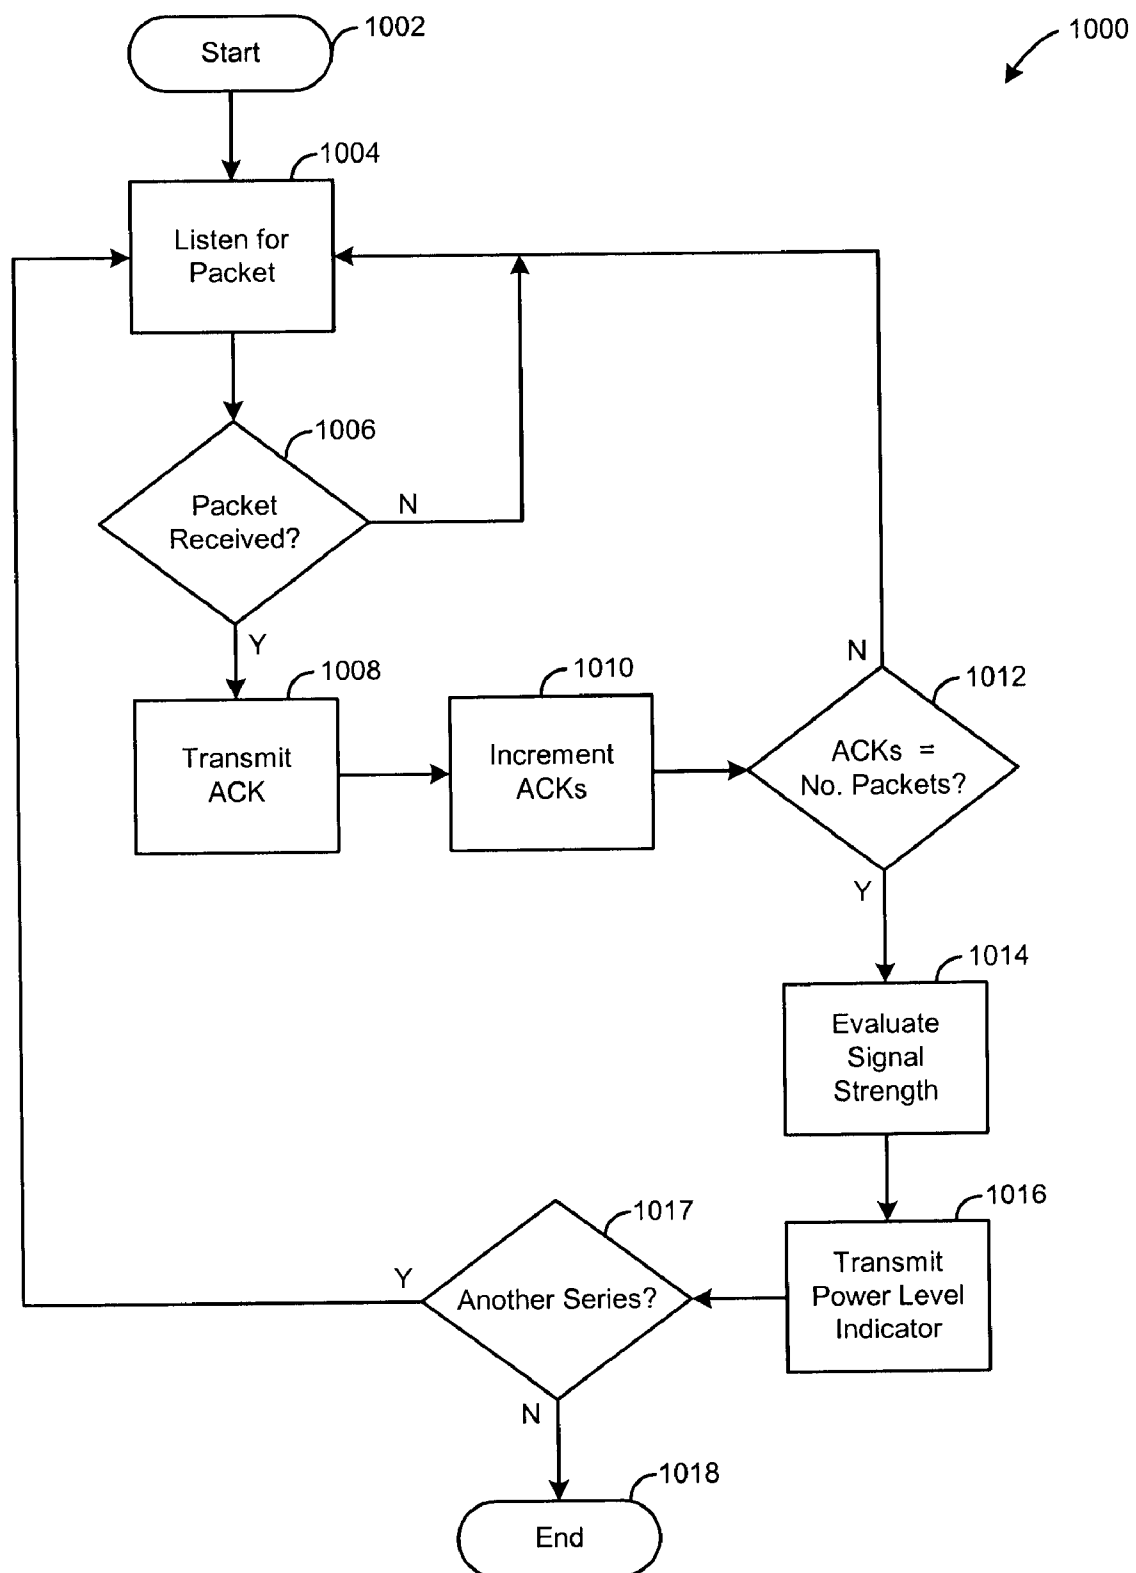 1002
1000
Start
1004
Listen for
Packet
1006
Packet
Received?
N
Y
1008
Transmit
ACK
1010
Increment
ACKs
N
1012
ACKs =
No. Packets?
Y
1014
Evaluate
Signal
Strength
1016
Transmit
Power Level
Indicator
1017
Another Series?
Y
N
1018
End